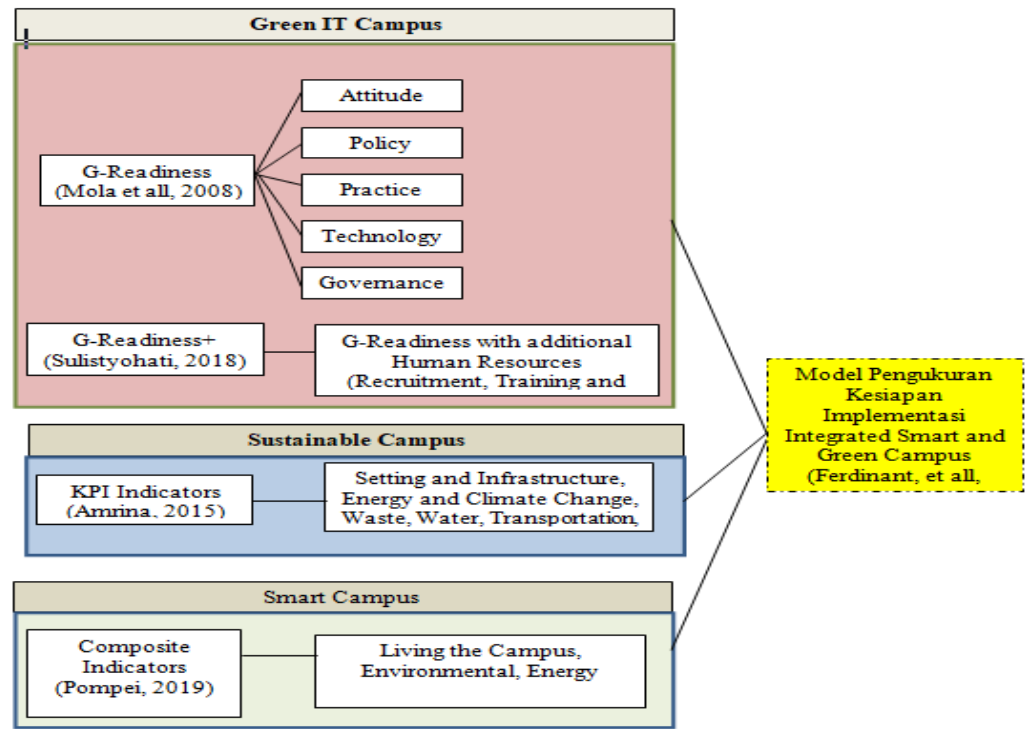 Green IT Campus
Attitude
Policy
Practice
Technology
Governance
G-Readiness
(Mola et all, 2008)
G-Readiness+
(Sulistyohati, 2018)
G-Readiness with additional
Human Resources
(Recruitment, Training and
Sustainable Campus
KPI Indicators
(Amrina, 2015)
Setting and Infrastructure,
Energy and Climate Change,
Waste, Water, Transportation,
Smart Campus
Composite
Indicators
(Pompei, 2019)
Living the Campus,
Environmental, Energy
Model Pengukuran
Kesiapan
Implementasi
Integrated Smart and
Green Campus
(Ferdinant, et all,